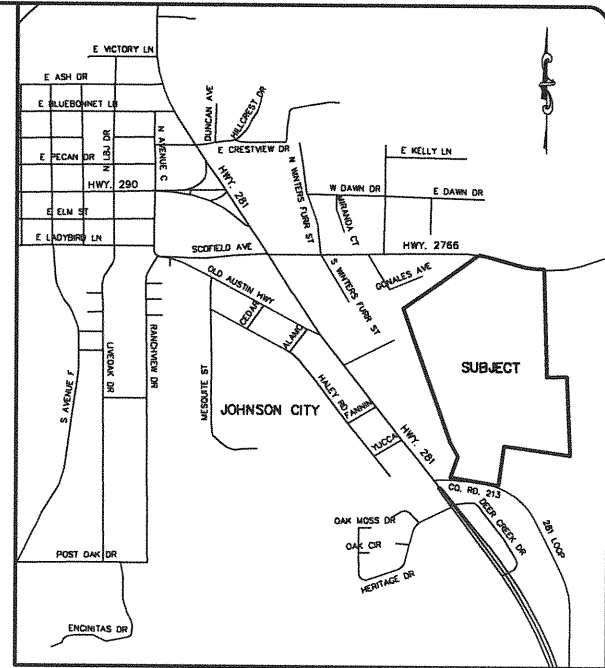 E VICTORY LN
E ASH DR
E BLUEBONNET LN
DUNCAN AVE
HILLCREST DR
E CRESTVIEW DR
N LBJ DR
N AVENUE C
E PECAN DR
HWY. 290
HWY. 281
N WINTERS FURR ST
E KELLY LN
W DAWN DR
E DAWN DR
MIRANDA CT
E ELM ST
E LADYBIRD LN
SCOFIELD AVE
HWY. 2766
S WINTERS FURR ST
GONALES AVE
OLD AUSTIN HWY
CEDAR
ALAMO
S AVENUE F
LIVEOAK DR
RANCHVIEW DR
MESQUITE ST
JOHNSON CITY
HALEY RD
FANNIN
YUCCA
HWY. 281
SUBJECT
CO. RD. 213
DEER CREEK DR
281 LOOP
OAK MOSS DR
OAK CIR
HERITAGE DR
POST OAK DR
ENCINITAS DR